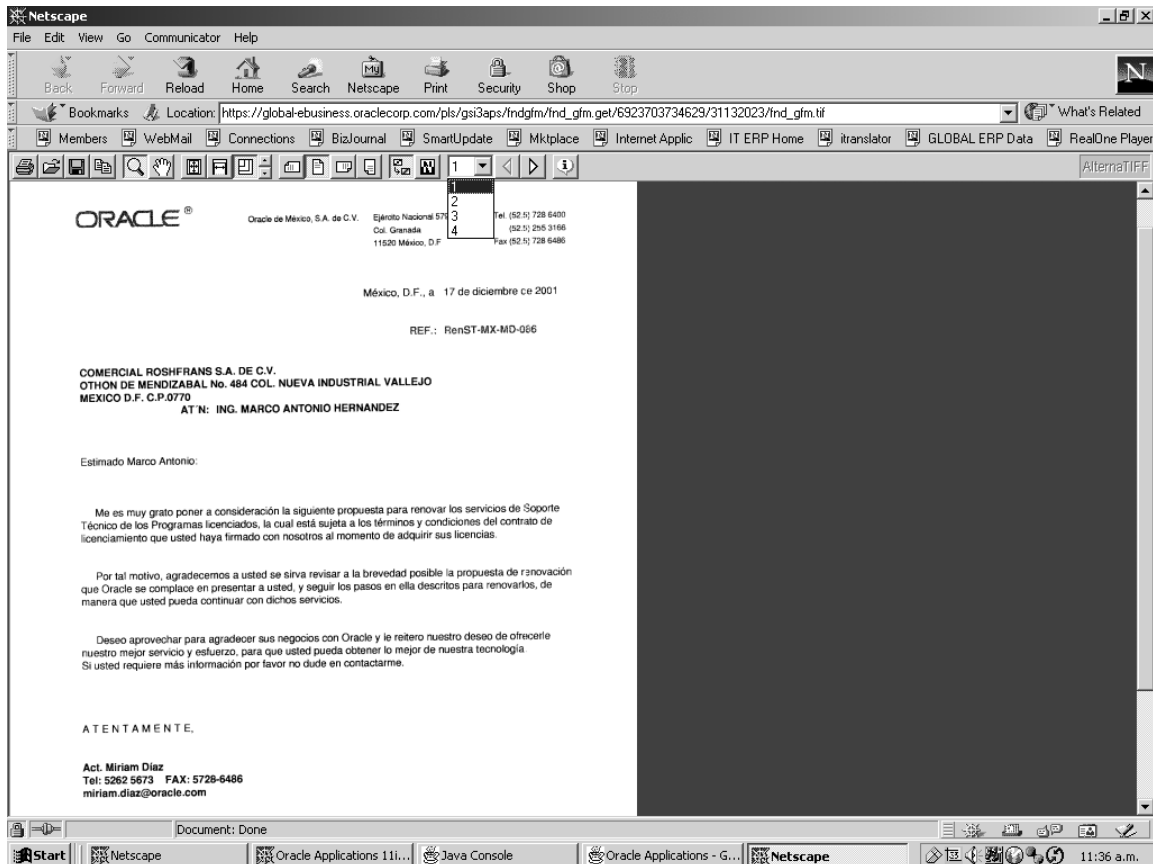 Netscape
File Edit View Go Communicator Help
Back Forward Reload Home Search Netscape Print Security Shop Stop
Bookmarks Location: https://global-ebusiness.oraclecorp.com/pls/gsi3aps/fndgfm/fnd_gfm.get/6923703734629/31132023/fnd_gfm.tif What's Related
Members WebMail Connections BizJournal SmartUpdate Mktplace Internet Applic IT ERP Home itranslator GLOBAL ERP Data RealOne Player
1 AlternaTIFF
1
2
3
4
ORACLE® Oracle de México, S.A. de C.V. Ejército Nacional 579 Tel. (52.5) 728 6400
Col. Granada (52.5) 255 3166
11520 México, D.F Fax (52.5) 728 6486
México, D.F., a 17 de diciembre de 2001
REF.: RenST-MX-MD-086
COMERCIAL ROSHFRANS S.A. DE C.V.
OTHON DE MENDIZABAL No. 484 COL. NUEVA INDUSTRIAL VALLEJO
MEXICO D.F. C.P.0770
AT´N: ING. MARCO ANTONIO HERNANDEZ
Estimado Marco Antonio:
Me es muy grato poner a consideración la siguiente propuesta para renovar los servicios de Soporte
Técnico de los Programas licenciados, la cual está sujeta a los términos y condiciones del contrato de
licenciamiento que usted haya firmado con nosotros al momento de adquirir sus licencias.
Por tal motivo, agradecemos a usted se sirva revisar a la brevedad posible la propuesta de renovación
que Oracle se complace en presentar a usted, y seguir los pasos en ella descritos para renovarlos, de
manera que usted pueda continuar con dichos servicios.
Deseo aprovechar para agradecer sus negocios con Oracle y le reitero nuestro deseo de ofrecerle
nuestro mejor servicio y esfuerzo, para que usted pueda obtener lo mejor de nuestra tecnología.
Si usted requiere más información por favor no dude en contactarme.
A T E N T A M E N T E,
Act. Miriam Díaz
Tel: 5262 5673 FAX: 5728-6486
miriam.diaz@oracle.com
Document: Done
Start Netscape Oracle Applications 11i... Java Console Oracle Applications - G... Netscape 11:36 a.m.